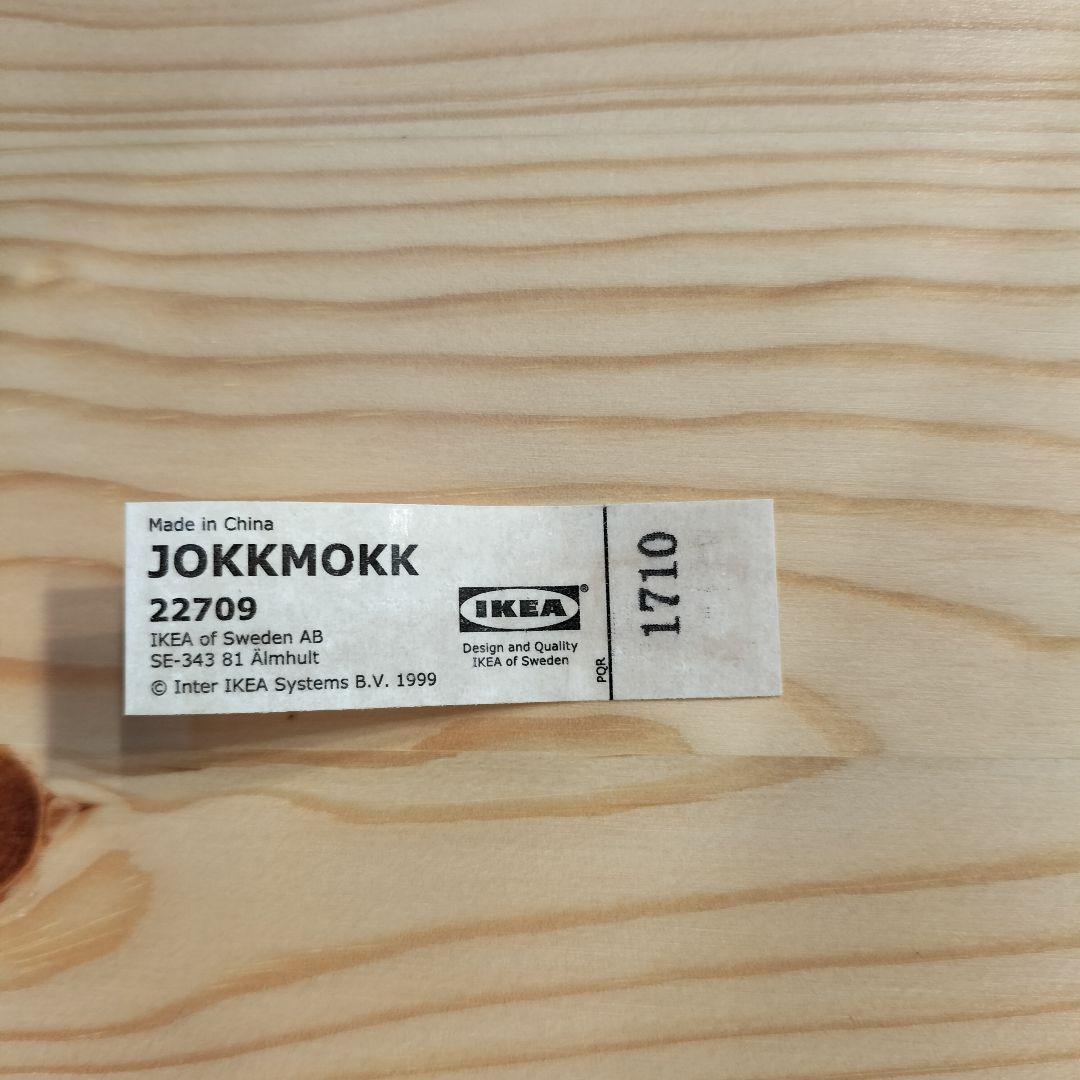 Made in China
JOKKMOKK
22709
IKEA of Sweden AB
SE-343 81 Älmhult
© Inter IKEA Systems B.V. 1999
IKEA®
Design and Quality
IKEA of Sweden
PQR
1710